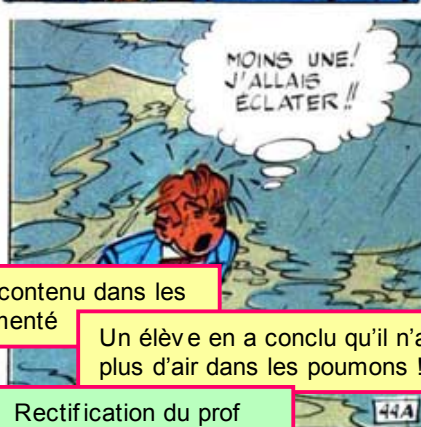 MOINS UNE!
J'ALLAIS
ÉCLATER!!
contenu dans les
menté
Un élève en a conclu qu'il n'a
plus d'air dans les poumons !
Rectification du prof
44A